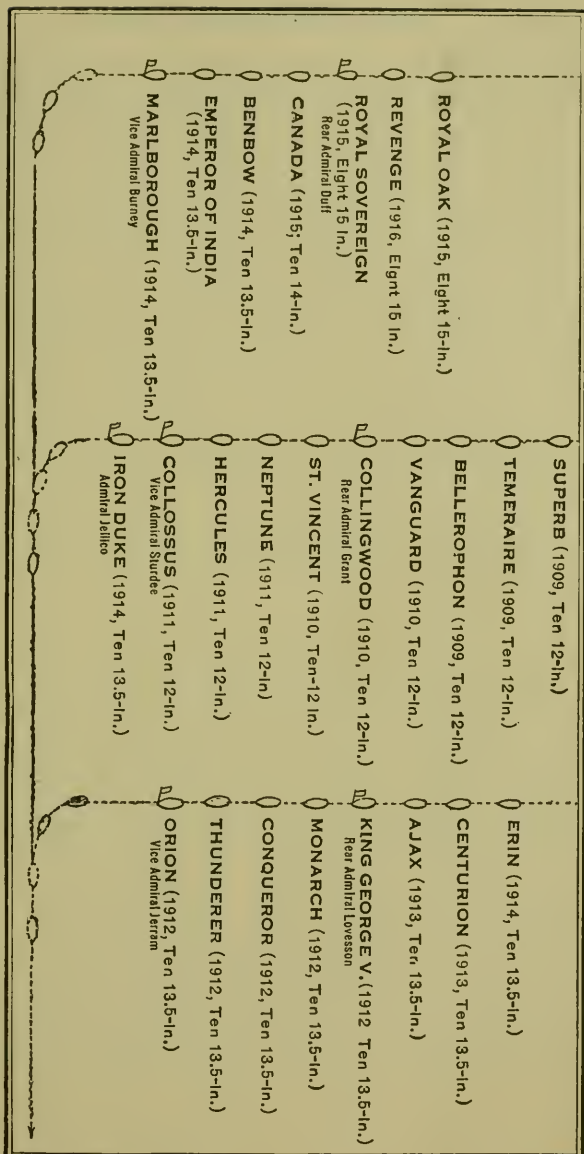 ROYAL OAK (1915, Eight 15-In.)
REVENGE (1916, Eignt 15 In.)
ROYAL SOVEREIGN
(1915, Eight 15 In.)
Rear Admiral Duff
CANADA (1915; Ten 14-In.)
BENBOW (1914, Ten 13.5-In.)
EMPEROR OF INDIA
(1914, Ten 13.5-In.)
MARLBOROUGH (1914, Ten 13.5-In.)
Vice Admiral Burney
SUPERB (1909, Ten 12-In.)
TEMERAIRE (1909, Ten 12-In.)
BELLEROPHON (1909, Ten 12-In.)
VANGUARD (1910, Ten 12-In.)
COLLINGWOOD (1910, Ten 12-In.)
Rear Admiral Grant
ST. VINCENT (1910, Ten-12 In.)
NEPTUNE (1911, Ten 12-In)
HERCULES (1911, Ten 12-In.)
COLLOSSUS (1911, Ten 12-In.)
Vice Admiral Sturdee
IRON DUKE (1914, Ten 13.5-In.)
Admiral Jellico
ERIN (1914, Ten 13.5-In.)
CENTURION (1913, Ten 13.5-In.)
AJAX (1913, Ten 13.5-In.)
KING GEORGE V. (1912 Ten 13.5-In.)
Rear Admiral Lovesson
MONARCH (1912, Ten 13.5-In.)
CONQUEROR (1912, Ten 13.5-In.)
THUNDERER (1912, Ten 13.5-In.)
ORION (1912, Ten 13.5-In.)
Vice Admiral Jerram